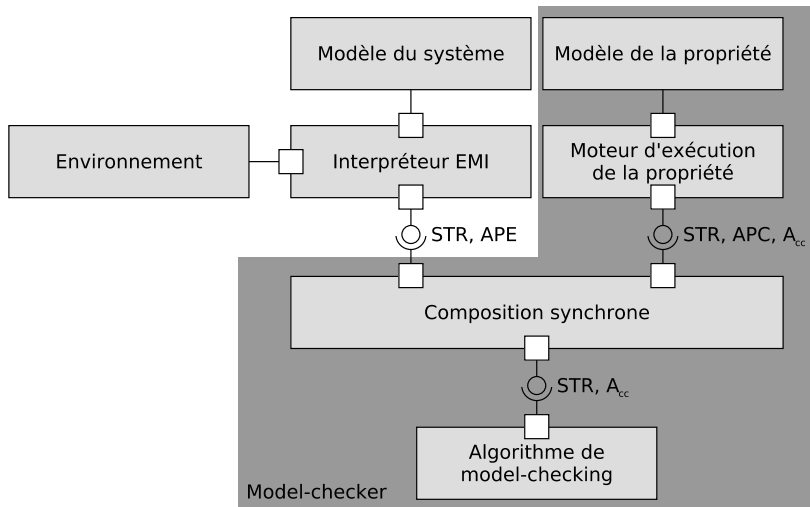 Modèle du système
Modèle de la propriété
Environnement
Interpréteur EMI
Moteur d'exécution
de la propriété
STR, APE
STR, APC, Acc
Composition synchrone
STR, Acc
Algorithme de
model-checking
Model-checker